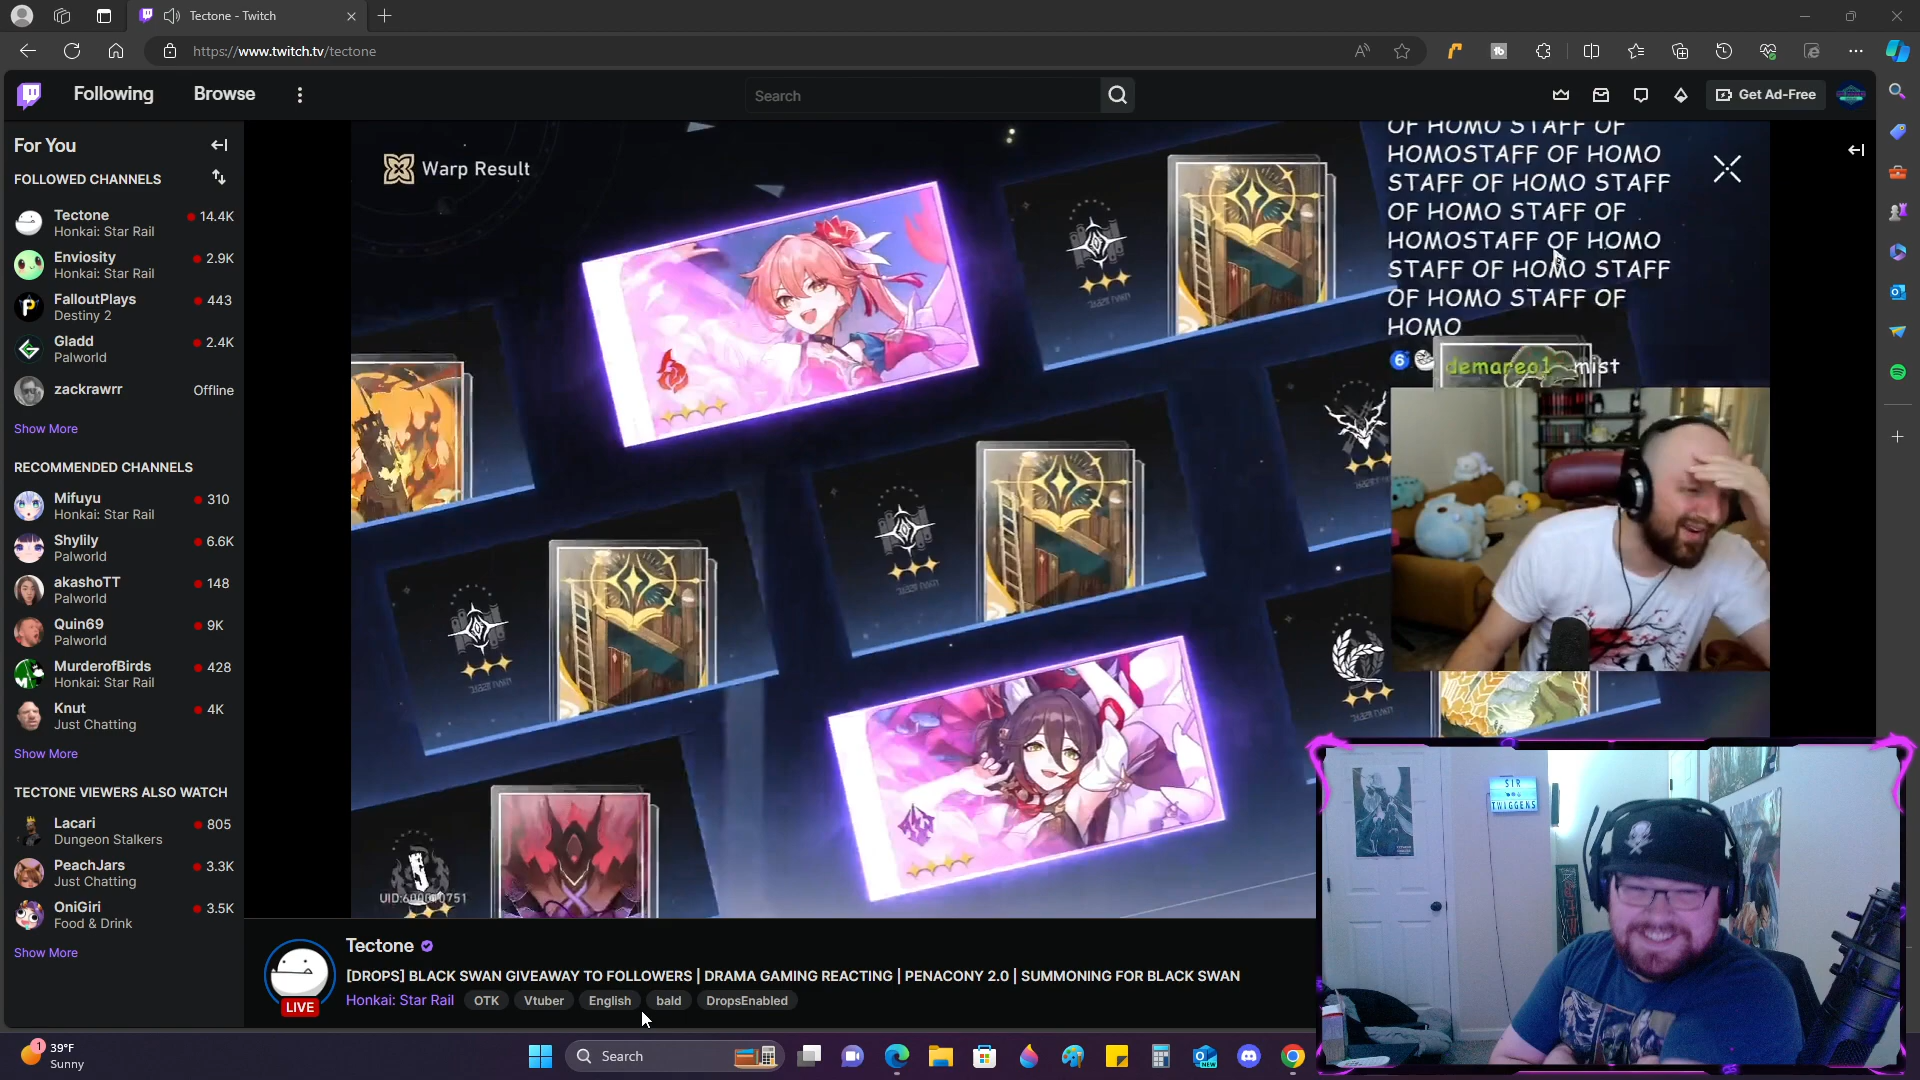 Tectone - Twitch
https://www.twitch.tv/tectone
Following
Browse
Search
Get Ad-Free
For You
FOLLOWED CHANNELS
Tectone
14.4K
Honkai: Star Rail
Enviosity
2.9K
Honkai: Star Rail
FalloutPlays
443
Destiny 2
Gladd
2.4K
Palworld
zackrawrr
Offline
Show More
RECOMMENDED CHANNELS
Mifuyu
310
Honkai: Star Rail
Shylily
6.6K
Palworld
akashoTT
148
Palworld
Quin69
9K
Palworld
MurderofBirds
428
Honkai: Star Rail
Knut
4K
Just Chatting
Show More
TECTONE VIEWERS ALSO WATCH
Lacari
805
Dungeon Stalkers
PeachJars
3.3K
Just Chatting
OniGiri
3.5K
Food & Drink
Show More
Warp Result
OF HOMO STAFF OF
HOMOSTAFF OF HOMO
STAFF OF HOMO STAFF
OF HOMO STAFF OF
HOMOSTAFF OF HOMO
STAFF OF HOMO STAFF
OF HOMO STAFF OF
HOMO
6
mist
SIR
TWIGGENS
Tectone
[DROPS] BLACK SWAN GIVEAWAY TO FOLLOWERS | DRAMA GAMING REACTING | PENACONY 2.0 | SUMMONING FOR BLACK SWAN
LIVE
Honkai: Star Rail
OTK
Vtuber
English
bald
DropsEnabled
1
39°F
Sunny
Search
NEW